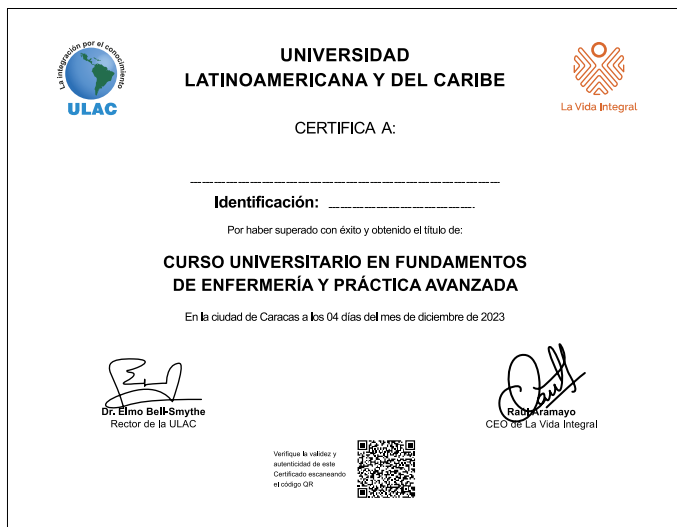 La integración por el conocimiento
ULAC
UNIVERSIDAD
LATINOAMERICANA Y DEL CARIBE
La Vida Integral
CERTIFICA A:
Identificación:
Por haber superado con éxito y obtenido el título de:
CURSO UNIVERSITARIO EN FUNDAMENTOS
DE ENFERMERÍA Y PRÁCTICA AVANZADA
En la ciudad de Caracas a los 04 días del mes de diciembre de 2023
Dr. Elmo Bell-Smythe
Rector de la ULAC
Raúl Aramayo
CEO de La Vida Integral
Verifique la validez y
autenticidad de este
Certificado escaneando
el código QR